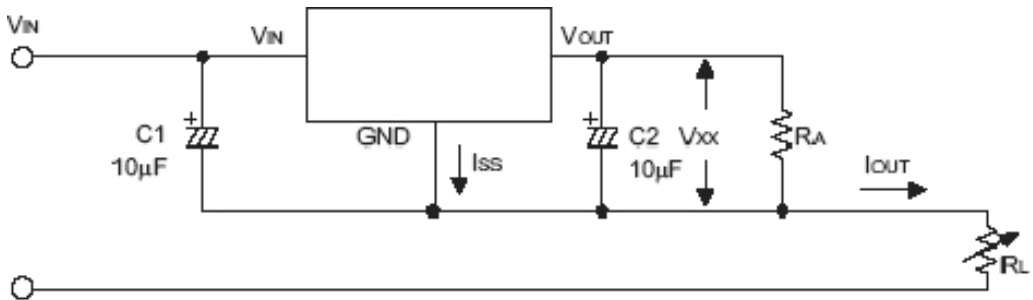 VIN
VIN
VOUT
+
C1
10μF
GND
ISS
+
C2
10μF
VXX
RA
IOUT
RL